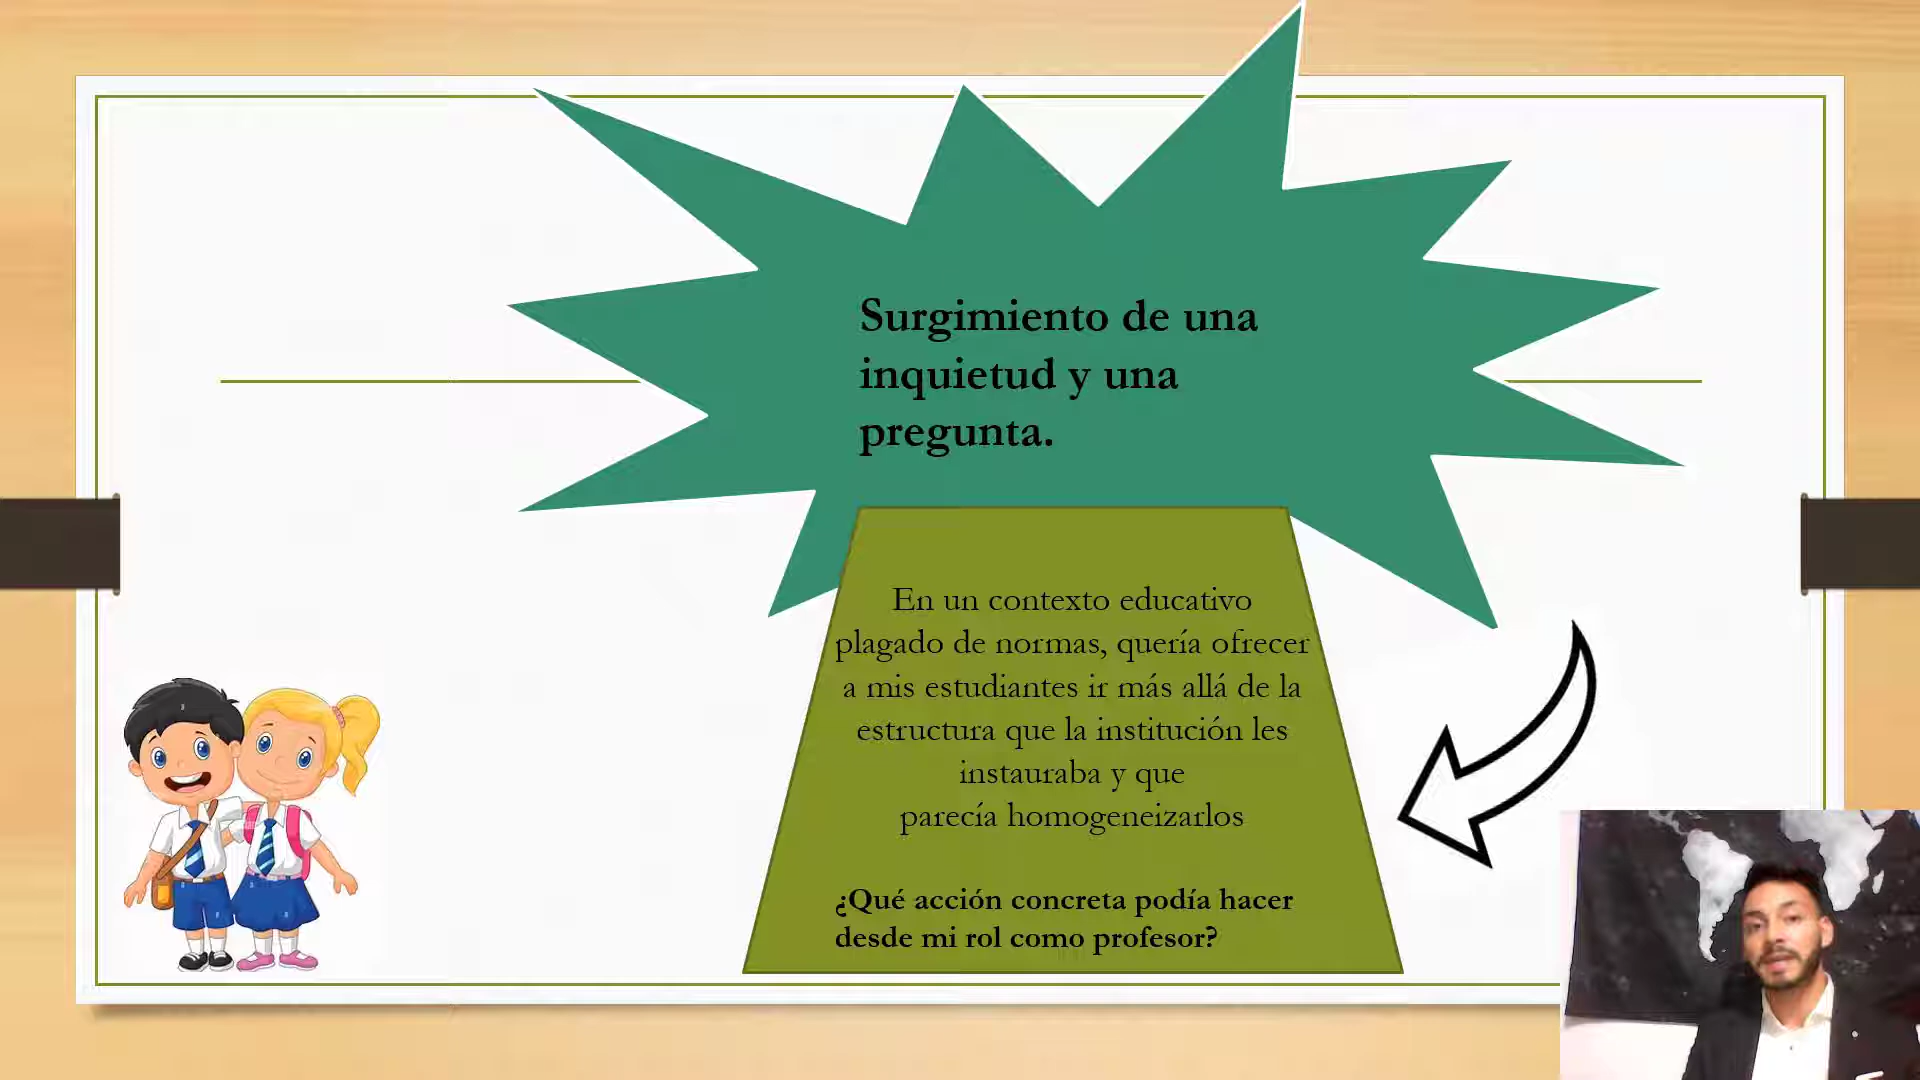 Surgimiento de una
inquietud y una
pregunta.
En un contexto educativo
plagado de normas, quería ofrecer
a mis estudiantes ir más allá de la
estructura que la institución les
instauraba y que
parecía homogeneizarlos
¿Qué acción concreta podía hacer
desde mi rol como profesor?